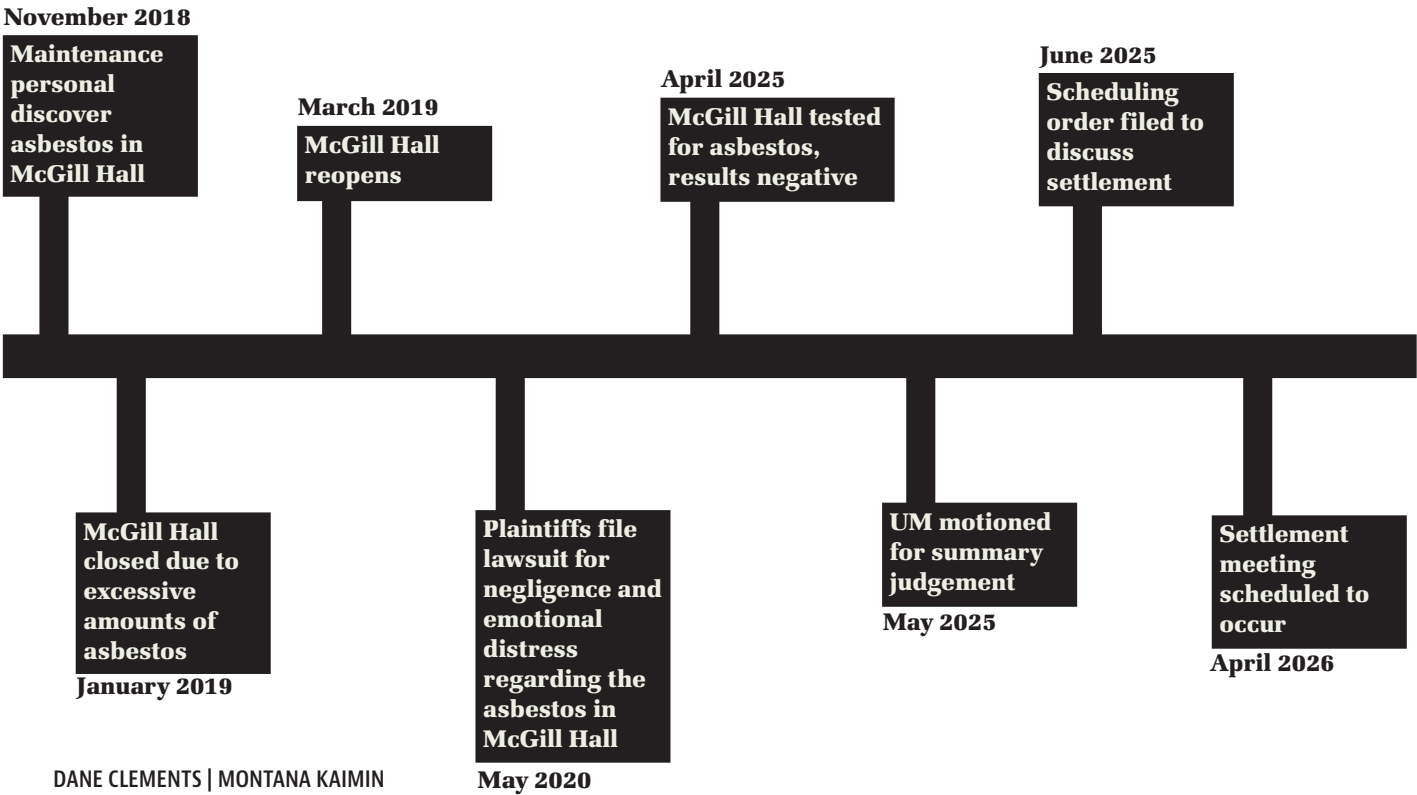 November 2018
Maintenance
personal
discover
asbestos in
McGill Hall
McGill Hall
closed due to
excessive
amounts of
asbestos
January 2019
March 2019
McGill Hall
reopens
Plaintiffs file
lawsuit for
negligence and
emotional
distress
regarding the
asbestos in
McGill Hall
May 2020
April 2025
McGill Hall tested
for asbestos,
results negative
UM motioned
for summary
judgement
May 2025
June 2025
Scheduling
order filed to
discuss
settlement
Settlement
meeting
scheduled to
occur
April 2026
DANE CLEMENTS | MONTANA KAIMIN